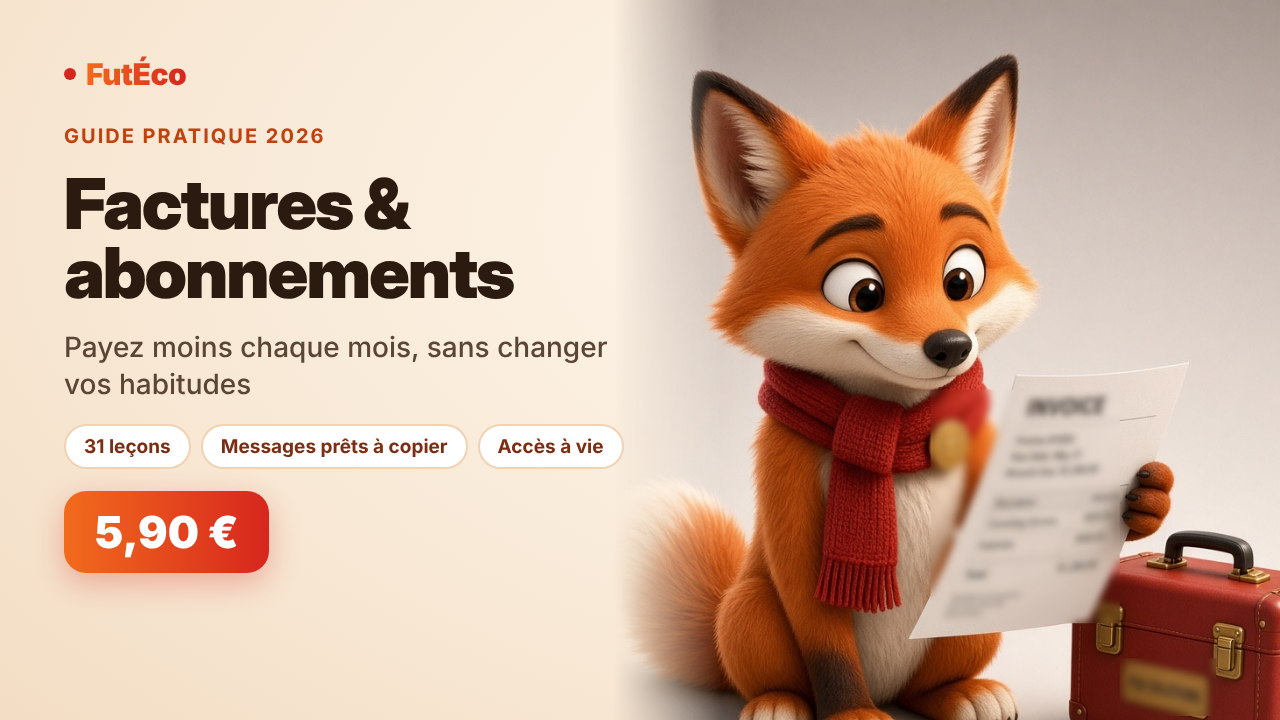 FutÉco
GUIDE PRATIQUE 2026
Factures &
abonnements
Payez moins chaque mois, sans changer
vos habitudes
31 leçons
Messages prêts à copier
Accès à vie
5,90 €
INVOICE